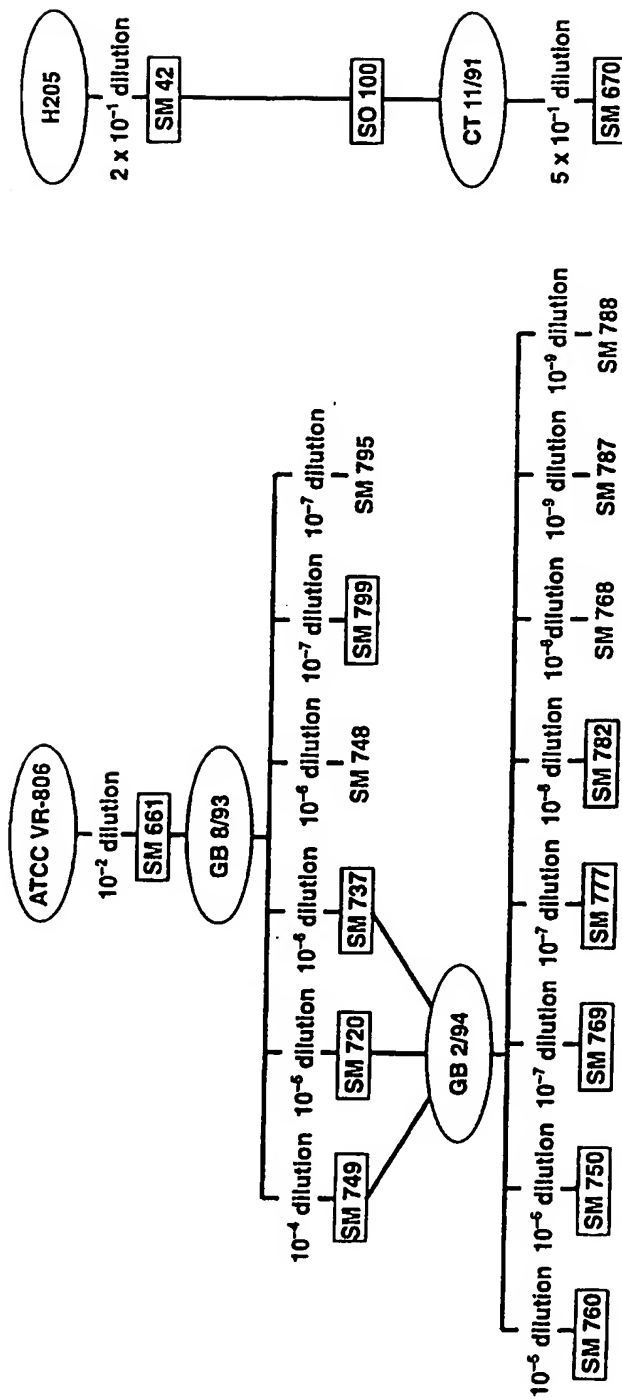 ATCC VR-806
10⁻² dilution
SM 661
GB 8/93
10⁻⁴ dilution 10⁻⁵ dilution 10⁻⁶ dilution 10⁻⁶ dilution 10⁻⁷ dilution 10⁻⁷ dilution
SM 749 SM 720 SM 737 SM 748 SM 799 SM 795
GB 2/94
10⁻⁵ dilution 10⁻⁵ dilution 10⁻⁷ dilution 10⁻⁷ dilution 10⁻⁸ dilution 10⁻⁸dilution 10⁻⁹ dilution 10⁻⁹ dilution
SM 760 SM 750 SM 769 SM 777 SM 782 SM 768 SM 787 SM 788
H205
2 x 10⁻¹ dilution
SM 42
SO 100
CT 11/91
5 x 10⁻¹ dilution
SM 670